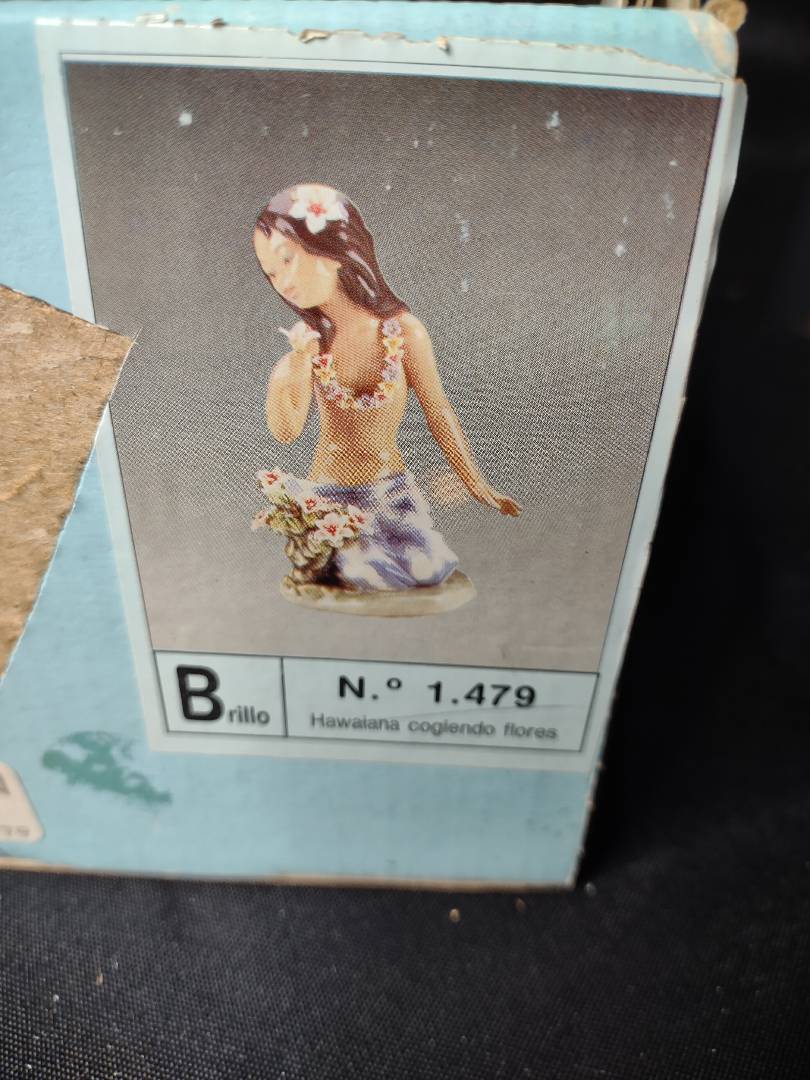 Brillo
N.º 1.479
Hawaiana cogiendo flores